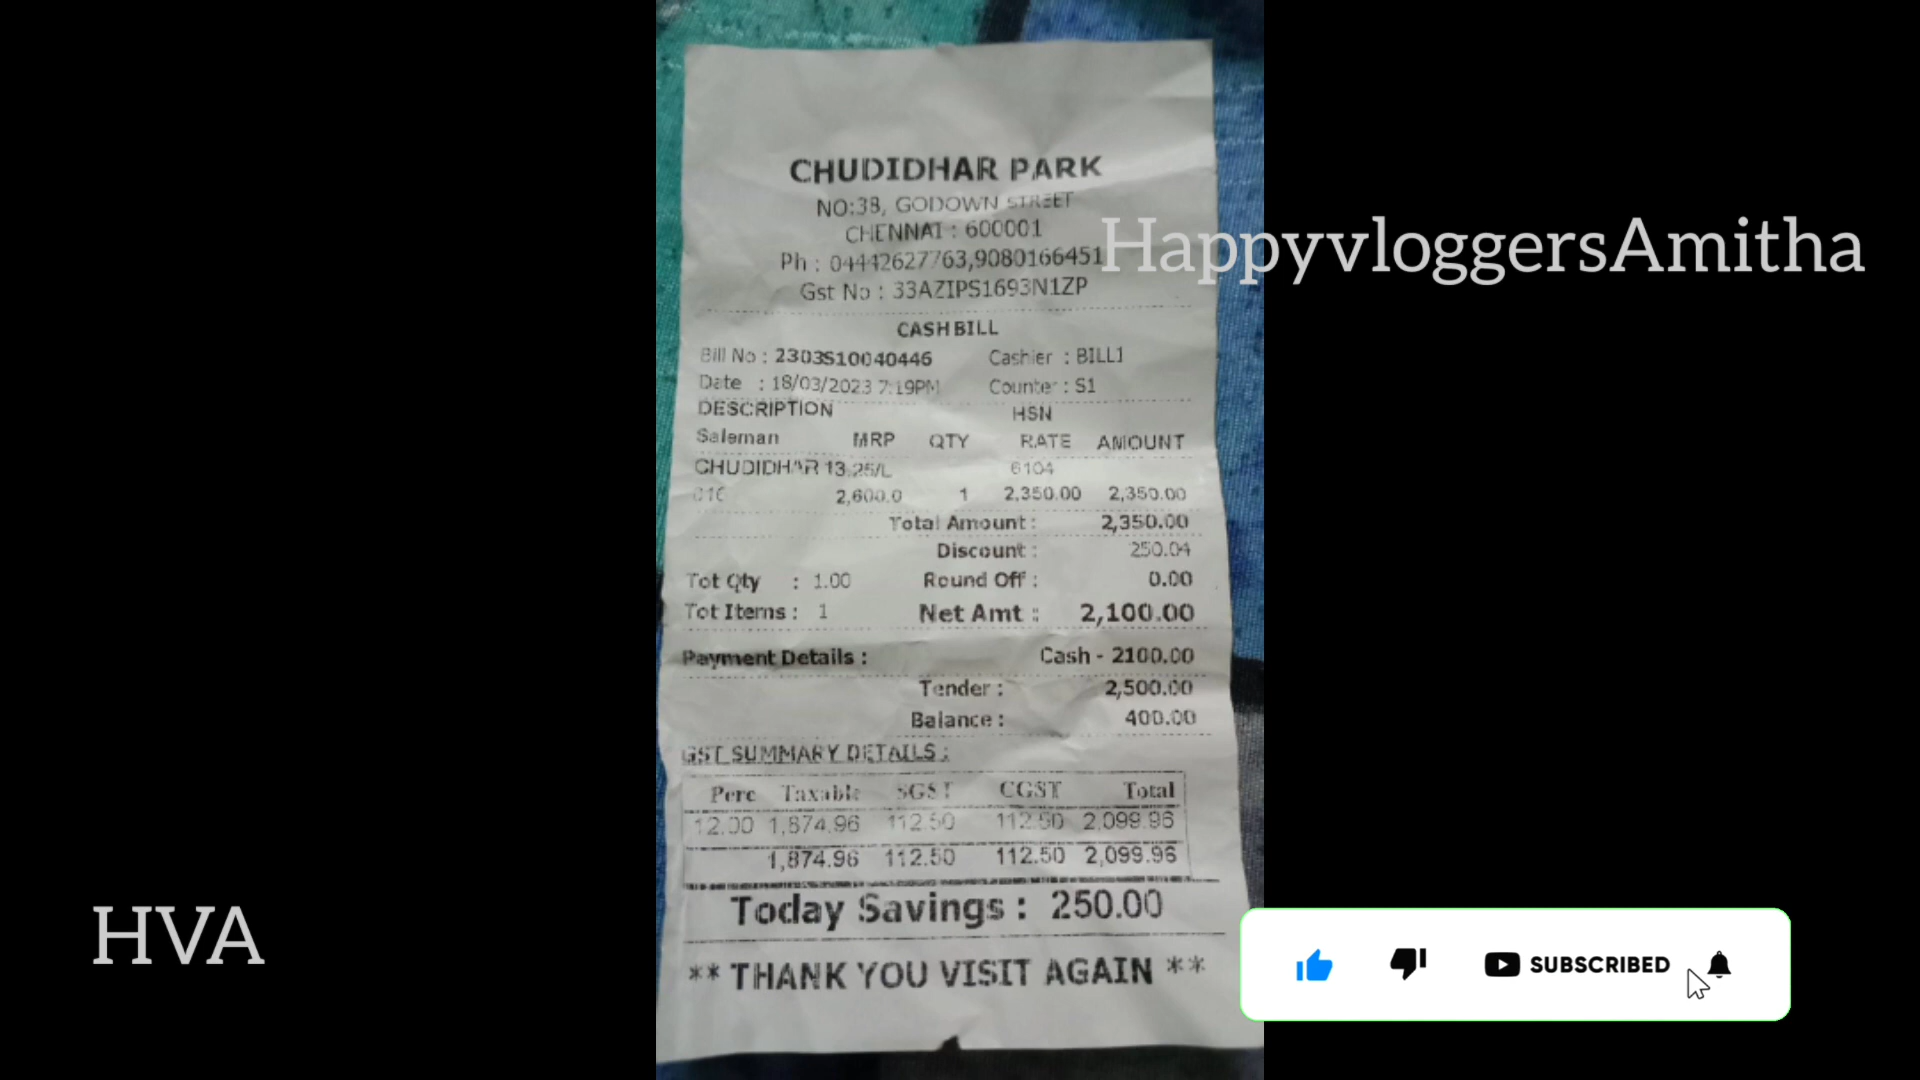 CHUDIDHAR PARK
NO:38, GODOWN STREET
CHENNAI : 600001
Ph : 04442627763,9080166451
HappyvloggersAmitha
Gst No : 33AZIPS1693N1ZP
CASH BILL
Bill No : 2303S10040446 Cashier : BILL1
Date : 18/03/2023 7:19PM Counter : S1
DESCRIPTION HSN
Saleman MRP QTY RATE AMOUNT
CHUDIDHAR 13.25/L 6104
2,600.0 1 2,350.00 2,350.00
Total Amount : 2,350.00
Discount : 250.04
Tot Qty : 1.00 Round Off : 0.00
Tot Items : 1 Net Amt : 2,100.00
Payment Details : Cash - 2100.00
Tender : 2,500.00
Balance : 400.00
GST SUMMARY DETAILS :
Perc Taxable SGST CGST Total
12.00 1,874.96 112.50 112.50 2,099.96
1,874.96 112.50 112.50 2,099.96
Today Savings : 250.00
** THANK YOU VISIT AGAIN **
HVA
SUBSCRIBED